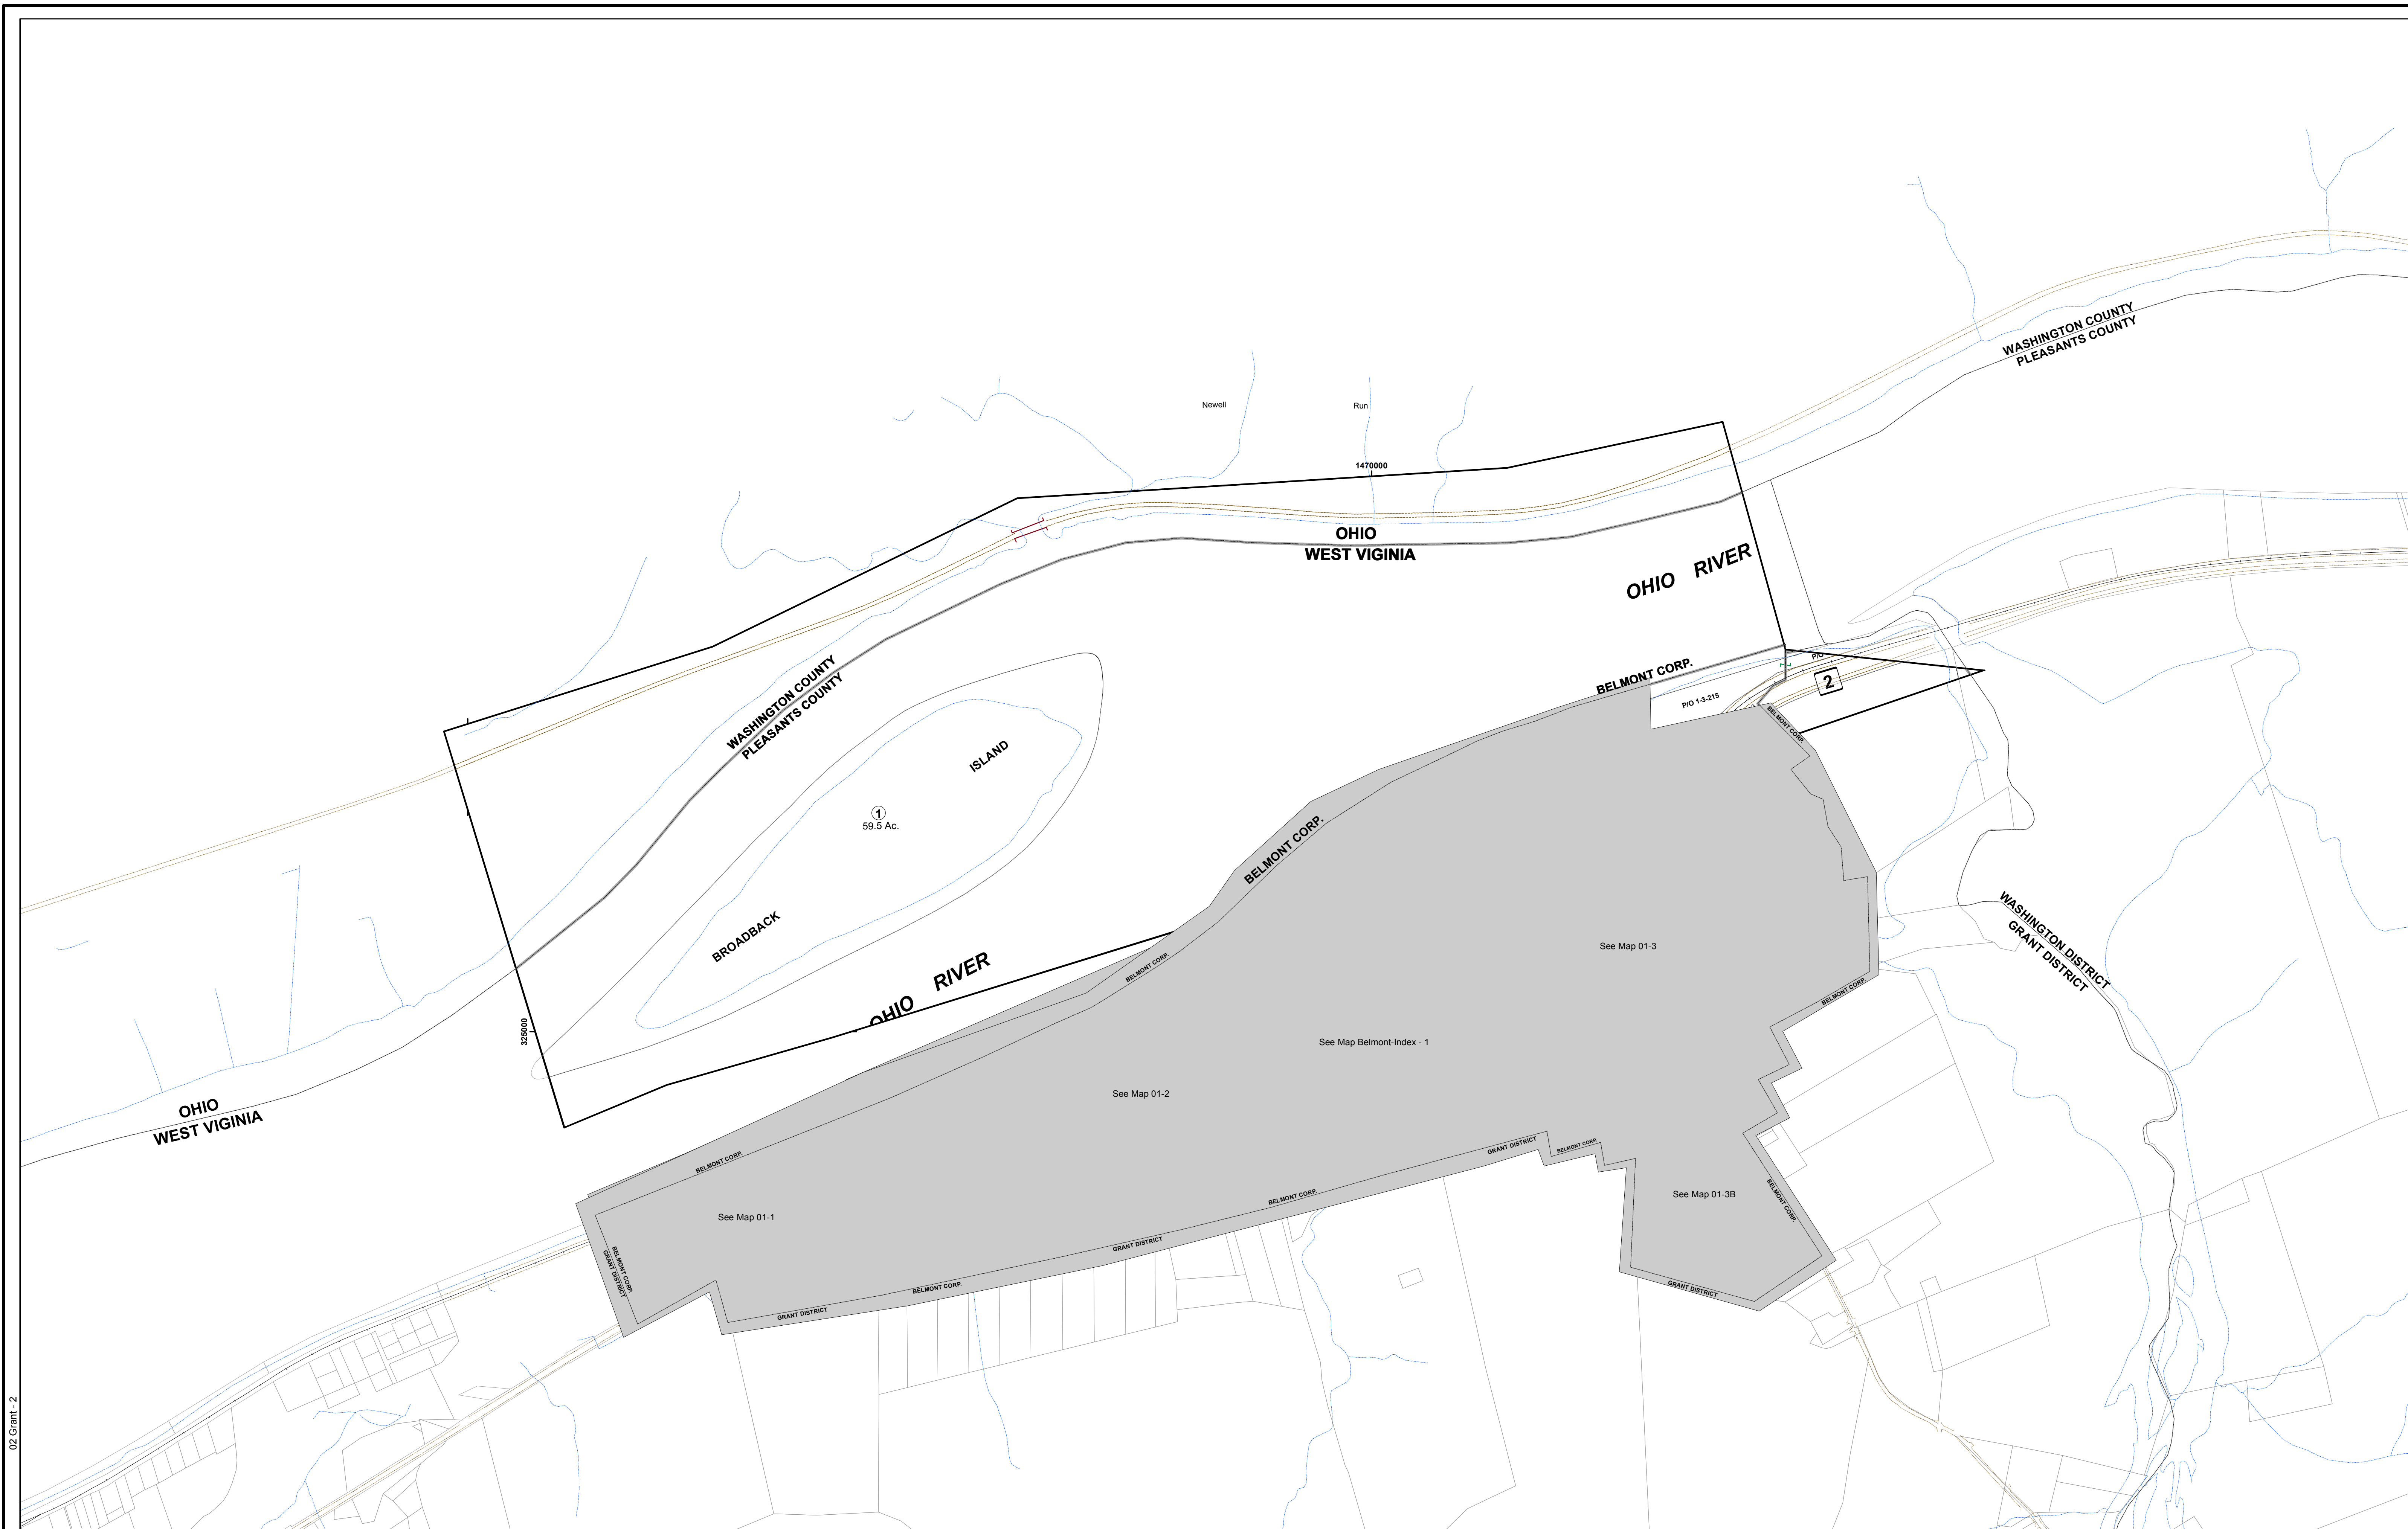 WASHINGTON COUNTY
PLEASANTS COUNTY
Newell Run
1470000
OHIO
WEST VIGINIA
OHIO RIVER
BELMONT CORP.
P/O
2
P/O 1-3-215
BELMONT CORP.
WASHINGTON COUNTY
PLEASANTS COUNTY
ISLAND
1
59.5 Ac.
BROADBACK
BELMONT CORP.
OHIO RIVER
BELMONT CORP.
See Map 01-3
WASHINGTON DISTRICT
GRANT DISTRICT
BELMONT CORP.
325000
See Map Belmont-Index - 1
See Map 01-2
OHIO
WEST VIGINIA
BELMONT CORP.
GRANT DISTRICT
BELMONT CORP.
See Map 01-3B
BELMONT CORP.
BELMONT CORP.
See Map 01-1
GRANT DISTRICT
BELMONT CORP.
GRANT DISTRICT
BELMONT CORP.
GRANT DISTRICT
GRANT DISTRICT
02 Grant - 2